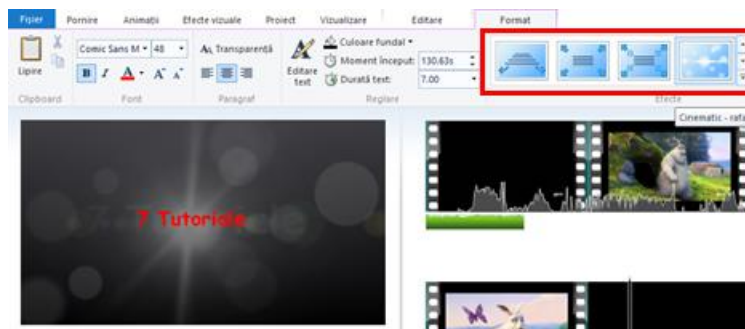 Fișier Pornire Animații Efecte vizuale Proiect Vizualizare Editare Format
Comic Sans M 48 Transparență Culoare fundal
Moment început: 130.63s
Lipire B I A A A Editare text Durată text: 7.00
Clipboard Font Paragraf Reglare Efecte
Cinematic - rafa
7 Tutoriale